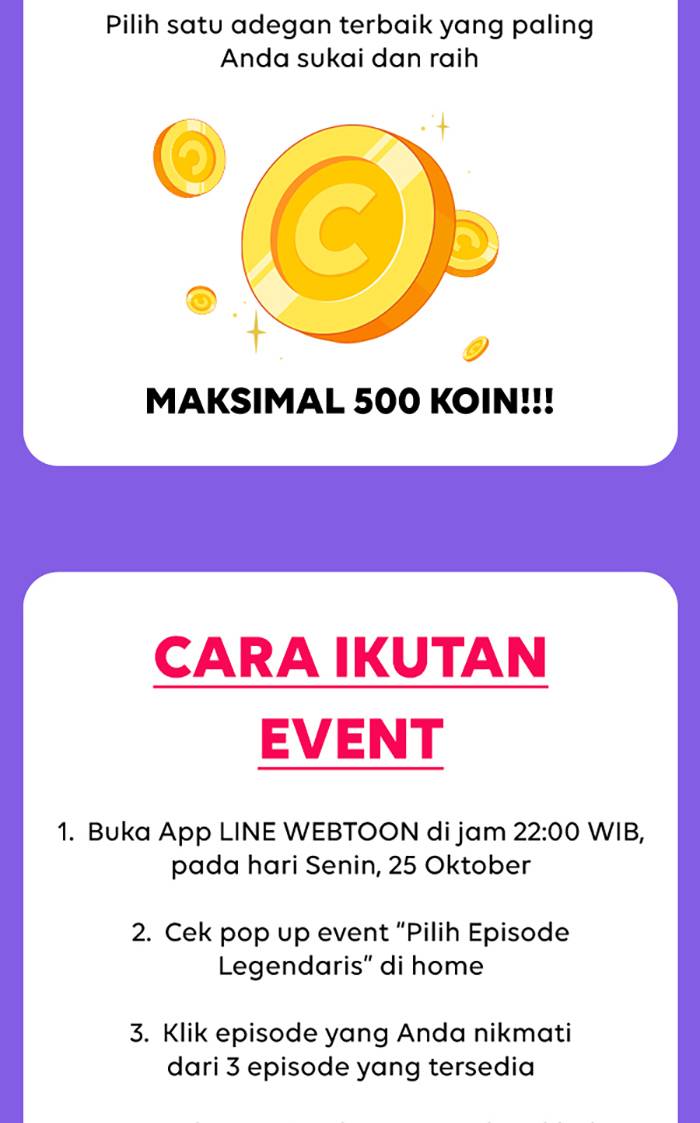 Pilih satu adegan terbaik yang paling
Anda sukai dan raih
C
MAKSIMAL 500 KOIN!!!
CARA IKUTAN
EVENT
1. Buka App LINE WEBTOON di jam 22:00 WIB,
pada hari Senin, 25 Oktober
2. Cek pop up event "Pilih Episode
Legendaris" di home
3. Klik episode yang Anda nikmati
dari 3 episode yang tersedia